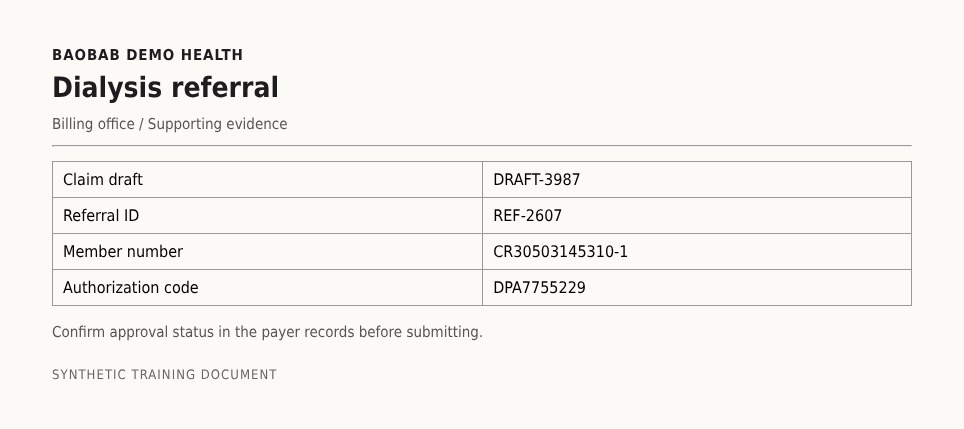 BAOBAB DEMO HEALTH
Dialysis referral
Billing office / Supporting evidence
Claim draft DRAFT-3987
Referral ID REF-2607
Member number CR30503145310-1
Authorization code DPA7755229
Confirm approval status in the payer records before submitting.
SYNTHETIC TRAINING DOCUMENT